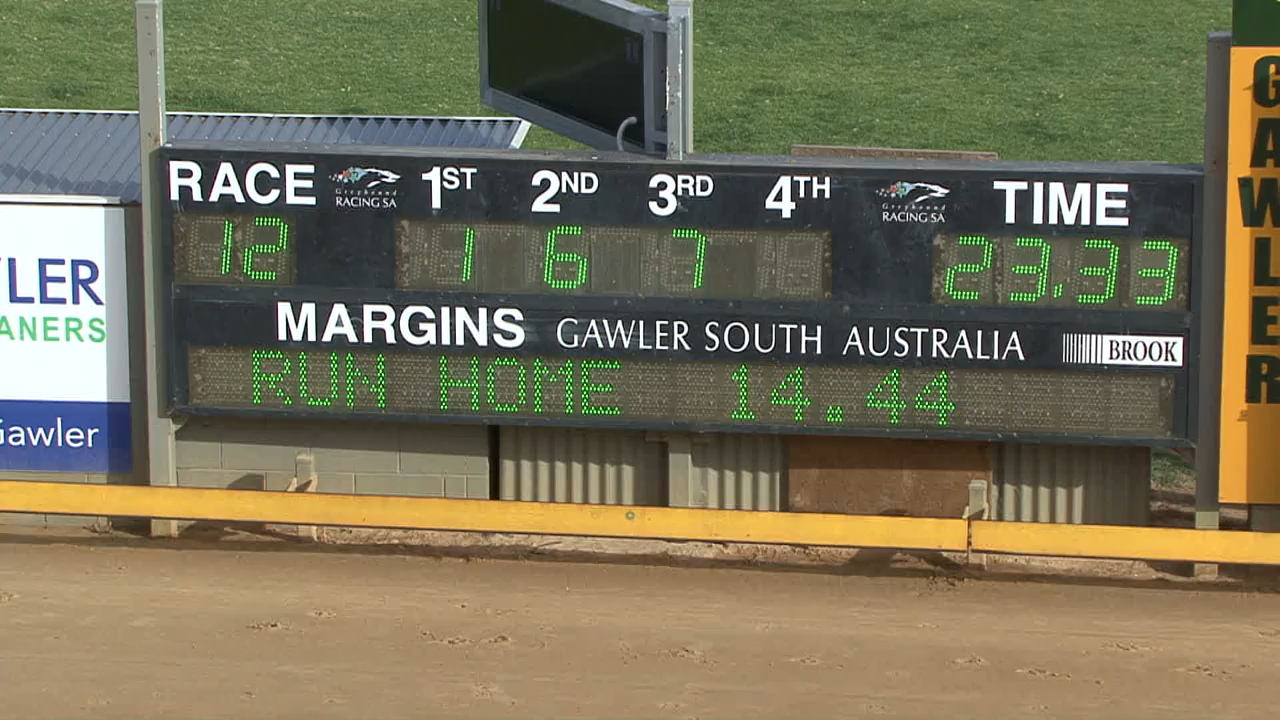 RACE Greyhound RACING SA 1ST 2ND 3RD 4TH Greyhound RACING SA TIME
12 1 6 7 23.33
MARGINS GAWLER SOUTH AUSTRALIA BROOK
RUN HOME 14.44
LER
ANERS
Gawler
GAWLER